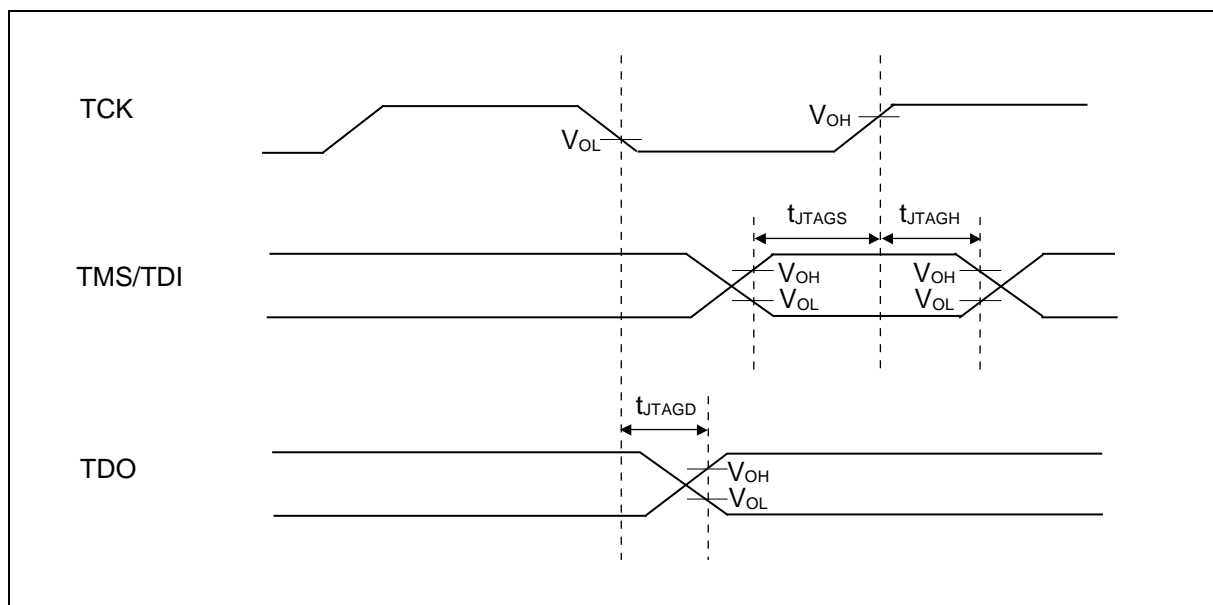 TCK
VOL
VOH
tJTAGS
tJTAGH
TMS/TDI
VOH
VOL
VOH
VOL
tJTAGD
TDO
VOH
VOL